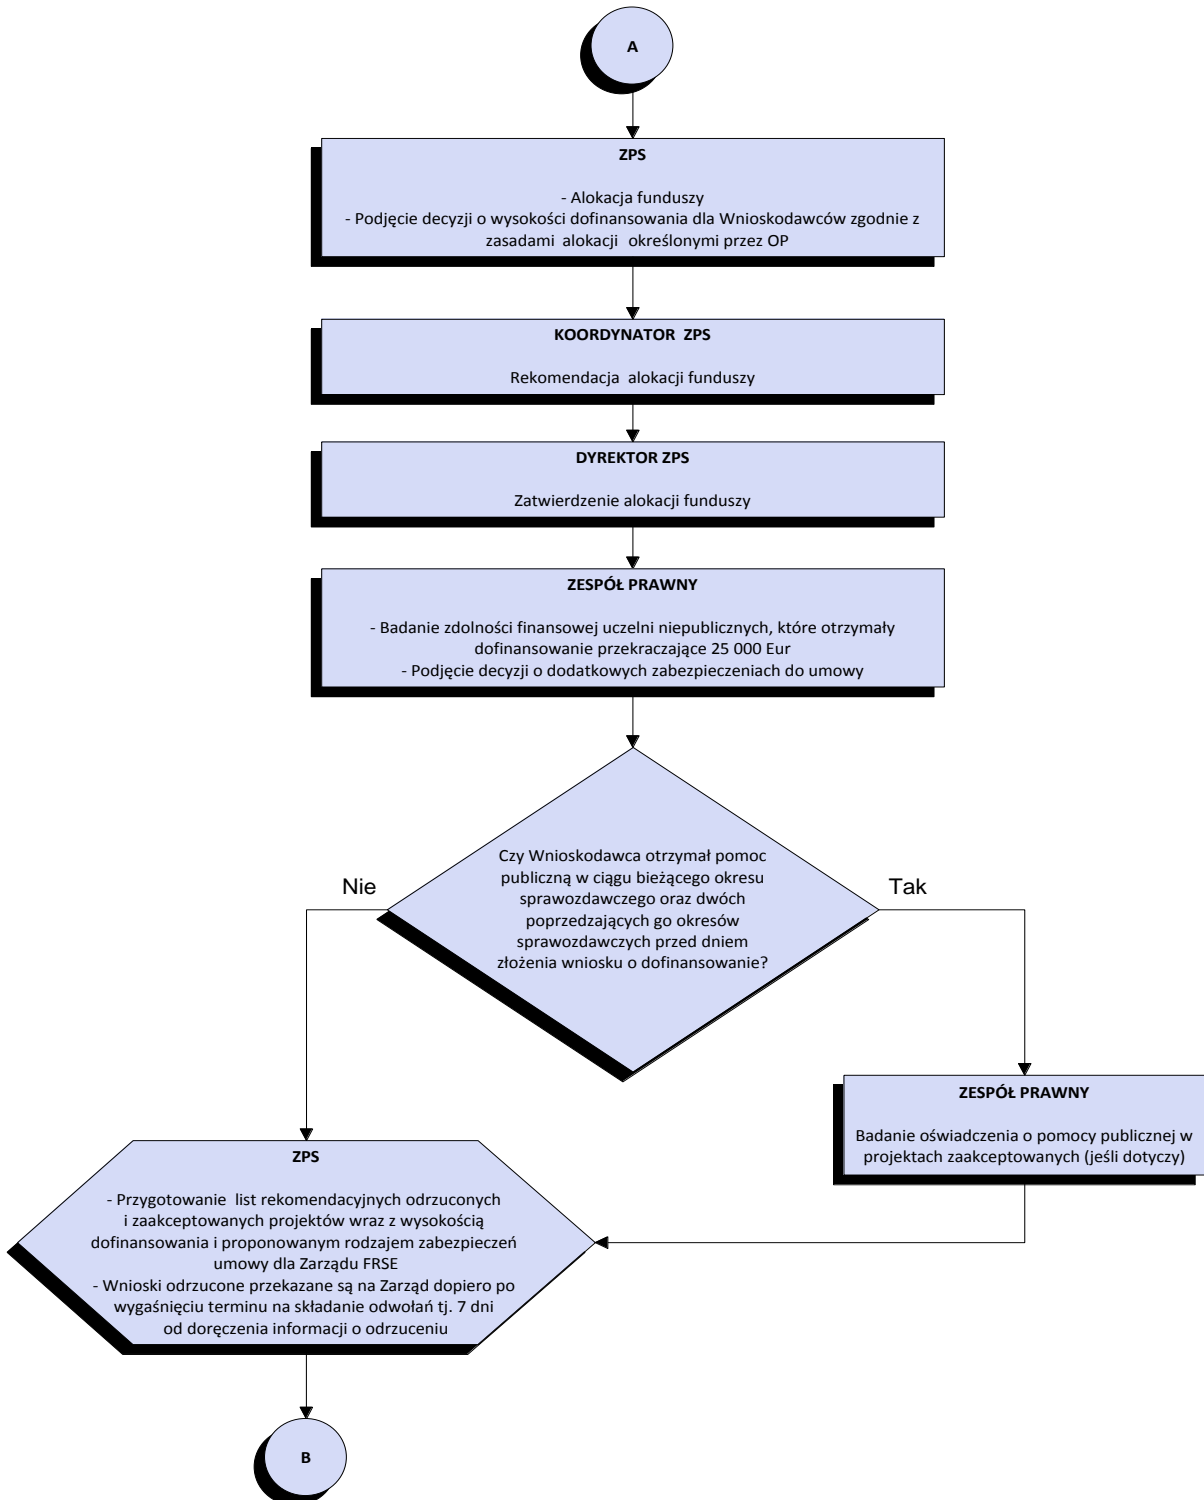 A
ZPS
- Alokacja funduszy
- Podjęcie decyzji o wysokości dofinansowania dla Wnioskodawców zgodnie z
zasadami alokacji określonymi przez OP
KOORDYNATOR ZPS
Rekomendacja alokacji funduszy
DYREKTOR ZPS
Zatwierdzenie alokacji funduszy
ZESPÓŁ PRAWNY
- Badanie zdolności finansowej uczelni niepublicznych, które otrzymały
dofinansowanie przekraczające 25 000 Eur
- Podjęcie decyzji o dodatkowych zabezpieczeniach do umowy
Czy Wnioskodawca otrzymał pomoc
publiczną w ciągu bieżącego okresu
sprawozdawczego oraz dwóch
poprzedzających go okresów
sprawozdawczych przed dniem
złożenia wniosku o dofinansowanie?
Nie
Tak
ZESPÓŁ PRAWNY
Badanie oświadczenia o pomocy publicznej w
projektach zaakceptowanych (jeśli dotyczy)
ZPS
- Przygotowanie list rekomendacyjnych odrzuconych
i zaakceptowanych projektów wraz z wysokością
dofinansowania i proponowanym rodzajem zabezpieczeń
umowy dla Zarządu FRSE
- Wnioski odrzucone przekazane są na Zarząd dopiero po
wygaśnięciu terminu na składanie odwołań tj. 7 dni
od doręczenia informacji o odrzuceniu
B